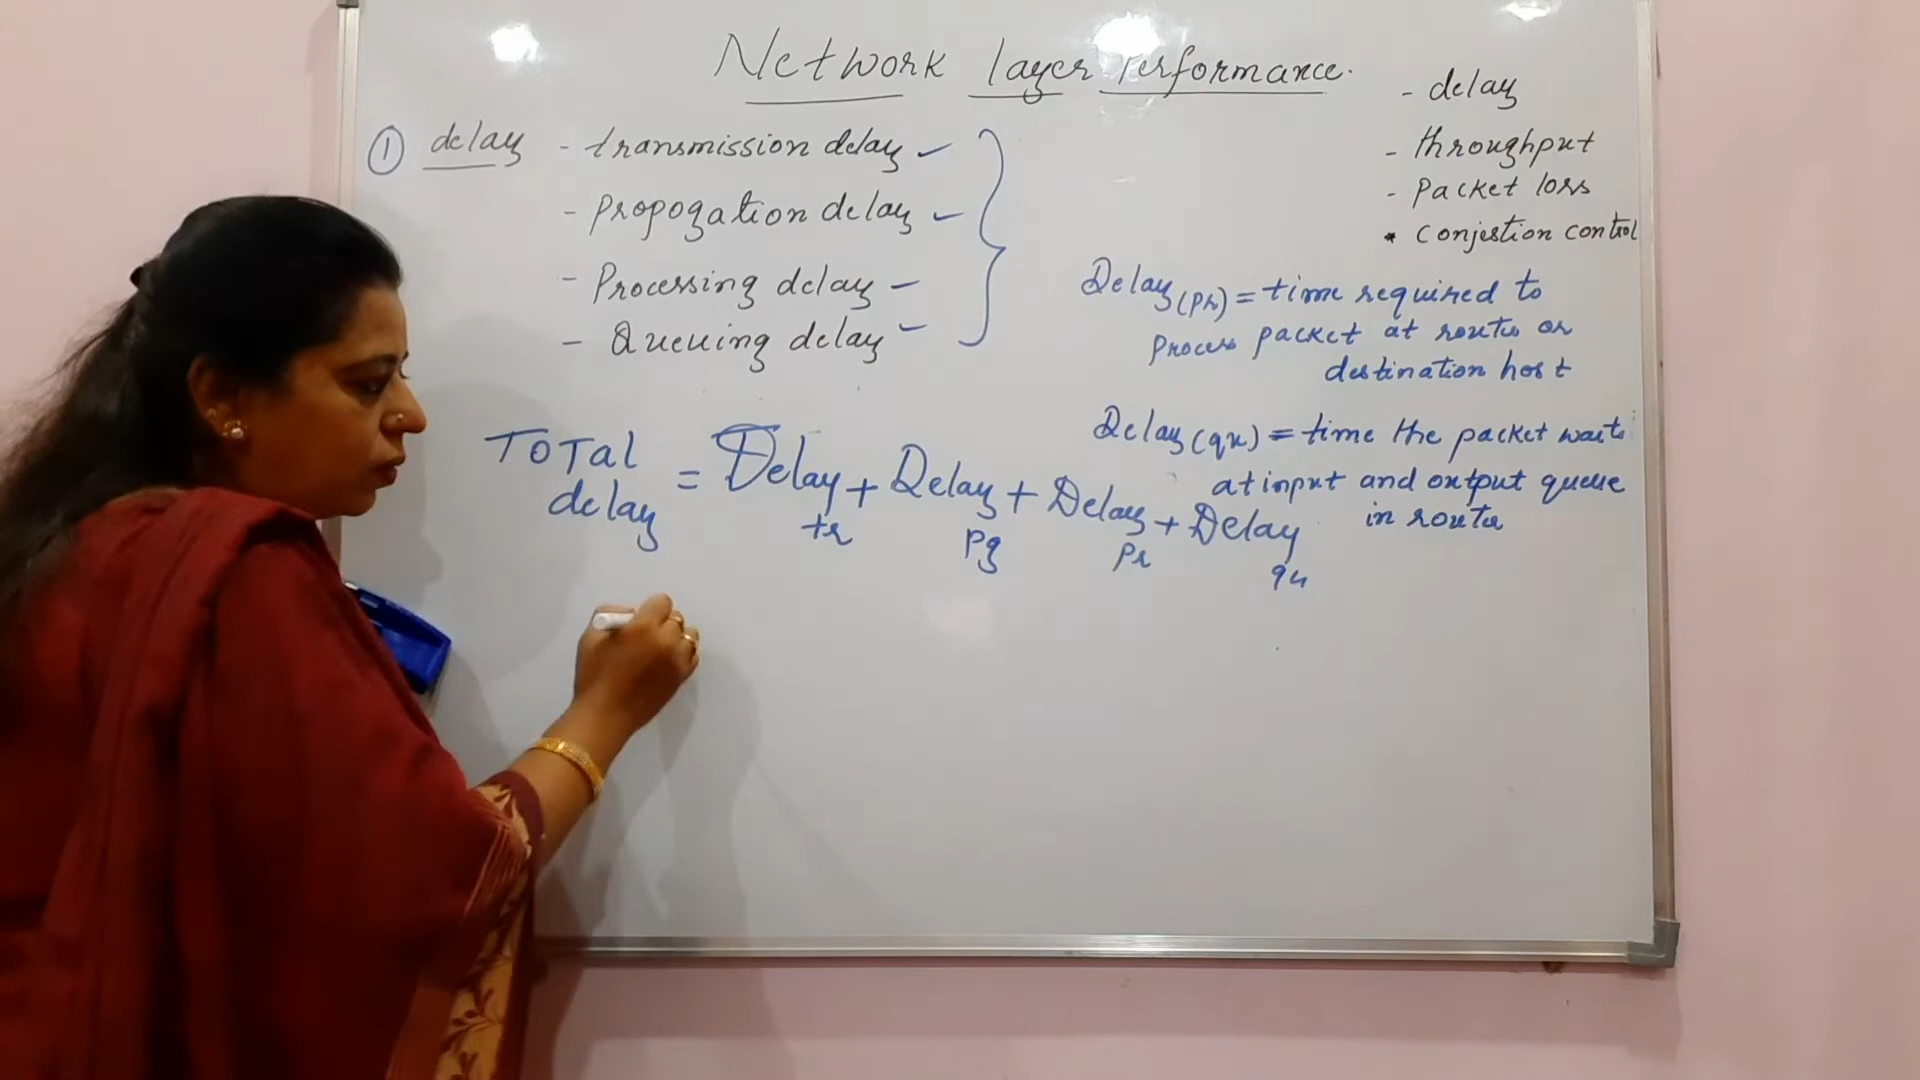 Network layer Performance.
- delay
- throughput
- Packet loss
* conjestion control
① delay - transmission delay
- Propogation delay
- Processing delay
- Queuing delay
Delay(pr) = time required to
Process packet at router or
destination host
Delay(qu) = time the packet waits
at input and output queue
in router
TOTal
delay = Delay tr + Delay pg + Delay pr + Delay qu